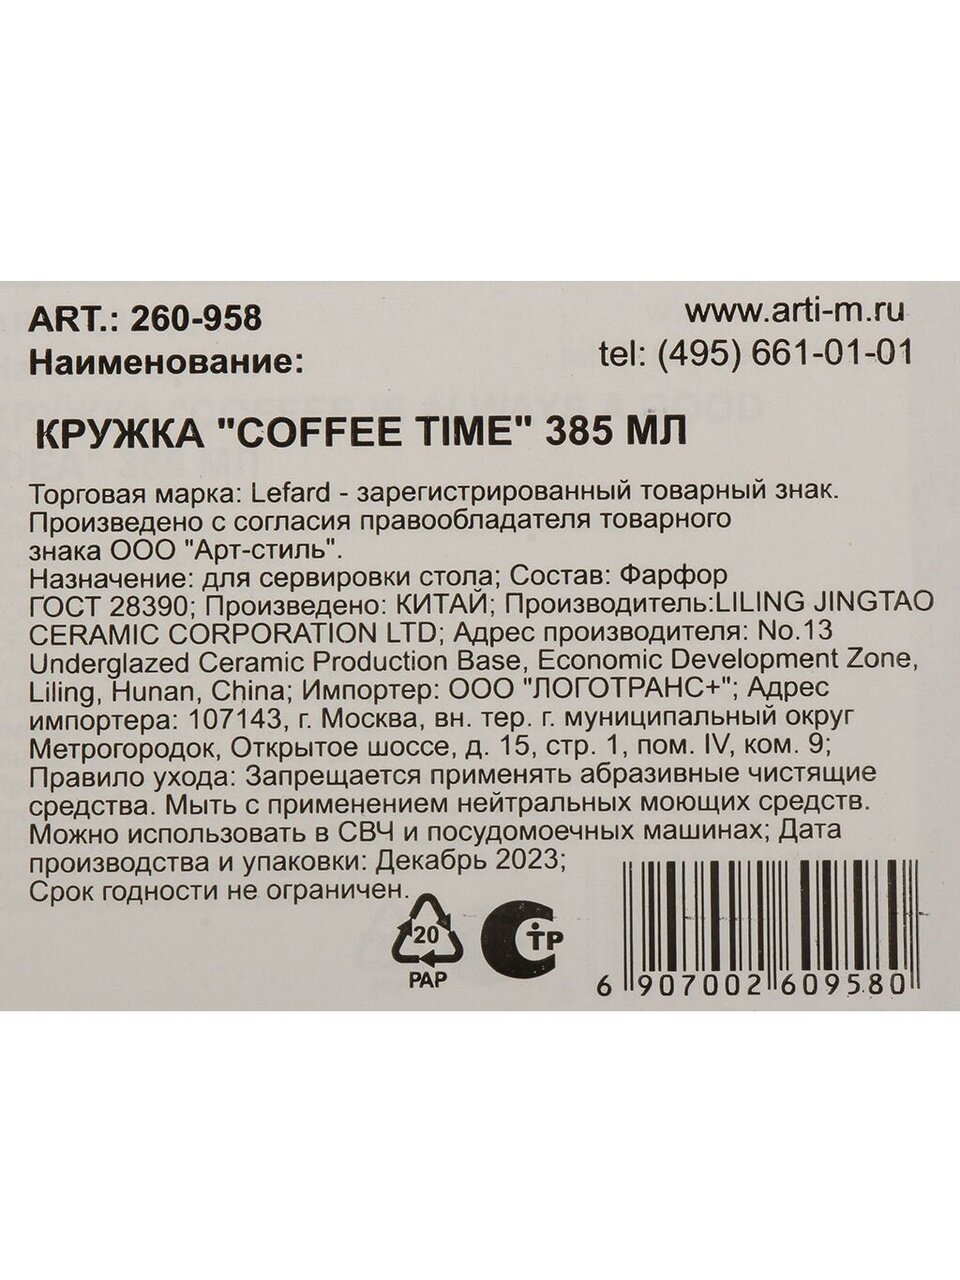 ART.: 260-958
www.arti-m.ru
Наименование:
tel: (495) 661-01-01
КРУЖКА "COFFEE TIME" 385 МЛ
Торговая марка: Lefard - зарегистрированный товарный знак.
Произведено с согласия правообладателя товарного
знака ООО "Арт-стиль".
Назначение: для сервировки стола; Состав: Фарфор
ГОСТ 28390; Произведено: КИТАЙ; Производитель:LILING JINGTAO
CERAMIC CORPORATION LTD; Адрес производителя: No.13
Underglazed Ceramic Production Base, Economic Development Zone,
Liling, Hunan, China; Импортер: ООО "ЛОГОТРАНС+"; Адрес
импортера: 107143, г. Москва, вн. тер. г. муниципальный округ
Метрогородок, Открытое шоссе, д. 15, стр. 1, пом. IV, ком. 9;
Правило ухода: Запрещается применять абразивные чистящие
средства. Мыть с применением нейтральных моющих средств.
Можно использовать в СВЧ и посудомоечных машинах; Дата
производства и упаковки: Декабрь 2023;
Срок годности не ограничен.
20
PAP
СТР
6 907002 609580